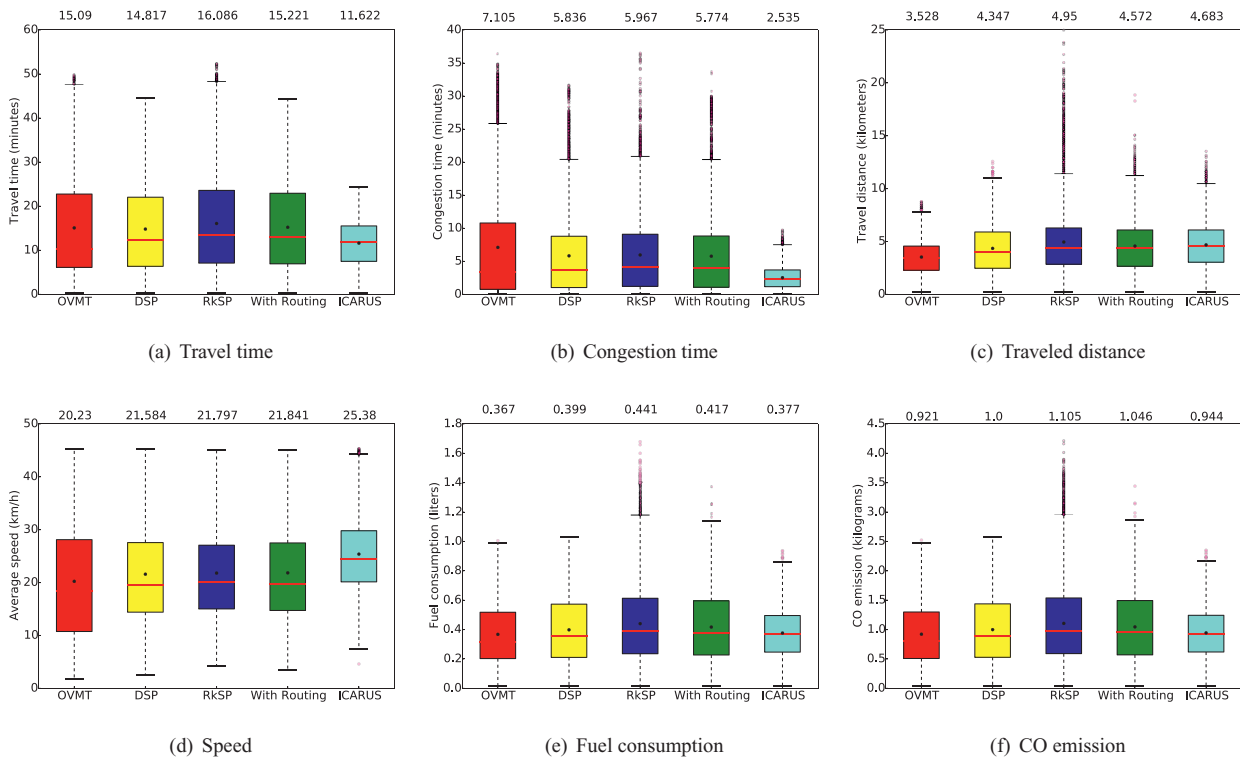 15.09 14.817 16.086 15.221 11.622
60
50
40
30
20
10
0
Travel time (minutes)
OVMT DSP RkSP With Routing ICARUS
(a) Travel time
7.105 5.836 5.967 5.774 2.535
40
35
30
25
20
15
10
5
0
Congestion time (minutes)
OVMT DSP RkSP With Routing ICARUS
(b) Congestion time
3.528 4.347 4.95 4.572 4.683
25
20
15
10
5
0
Travel distance (kilometers)
OVMT DSP RkSP With Routing ICARUS
(c) Traveled distance
20.23 21.584 21.797 21.841 25.38
50
40
30
20
10
0
Average speed (km/h)
OVMT DSP RkSP With Routing ICARUS
(d) Speed
0.367 0.399 0.441 0.417 0.377
1.8
1.6
1.4
1.2
1.0
0.8
0.6
0.4
0.2
0.0
Fuel consumption (liters)
OVMT DSP RkSP With Routing ICARUS
(e) Fuel consumption
0.921 1.0 1.105 1.046 0.944
4.5
4.0
3.5
3.0
2.5
2.0
1.5
1.0
0.5
0.0
CO emission (kilograms)
OVMT DSP RkSP With Routing ICARUS
(f) CO emission